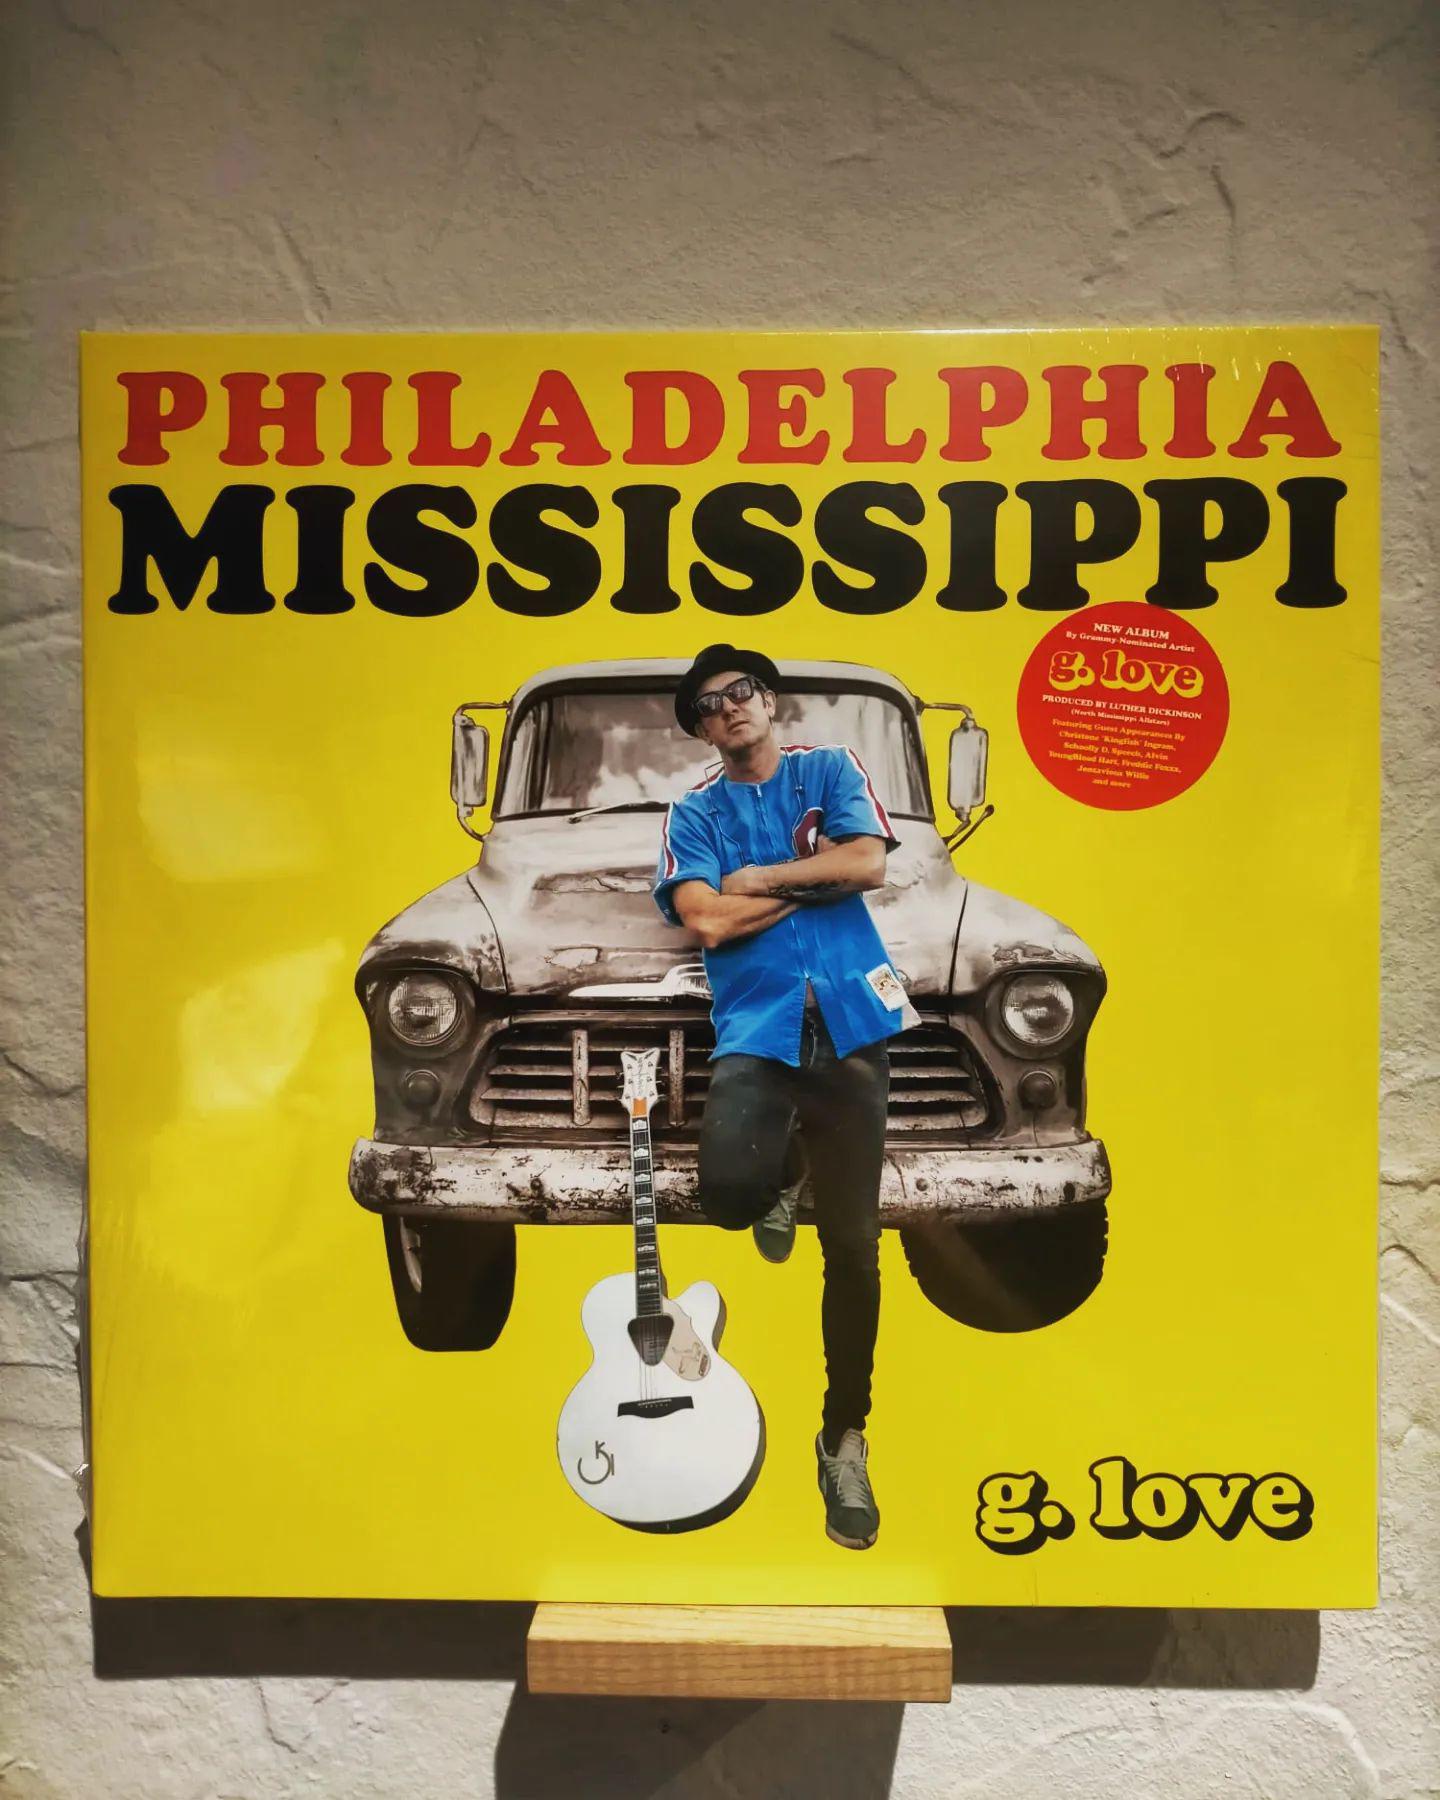 PHILADELPHIA
MISSISSIPPI
NEW ALBUM
By Grammy-Nominated Artist
g. love
PRODUCED BY LUTHER DICKINSON
(North Mississippi Allstars)
Featuring Guest Appearances By
Christone 'Kingfish' Ingram,
Schoolly D, Speech, Alvin
YoungBlood Hart, Freddie Foxxx,
Jontavious Willis
and more
g. love